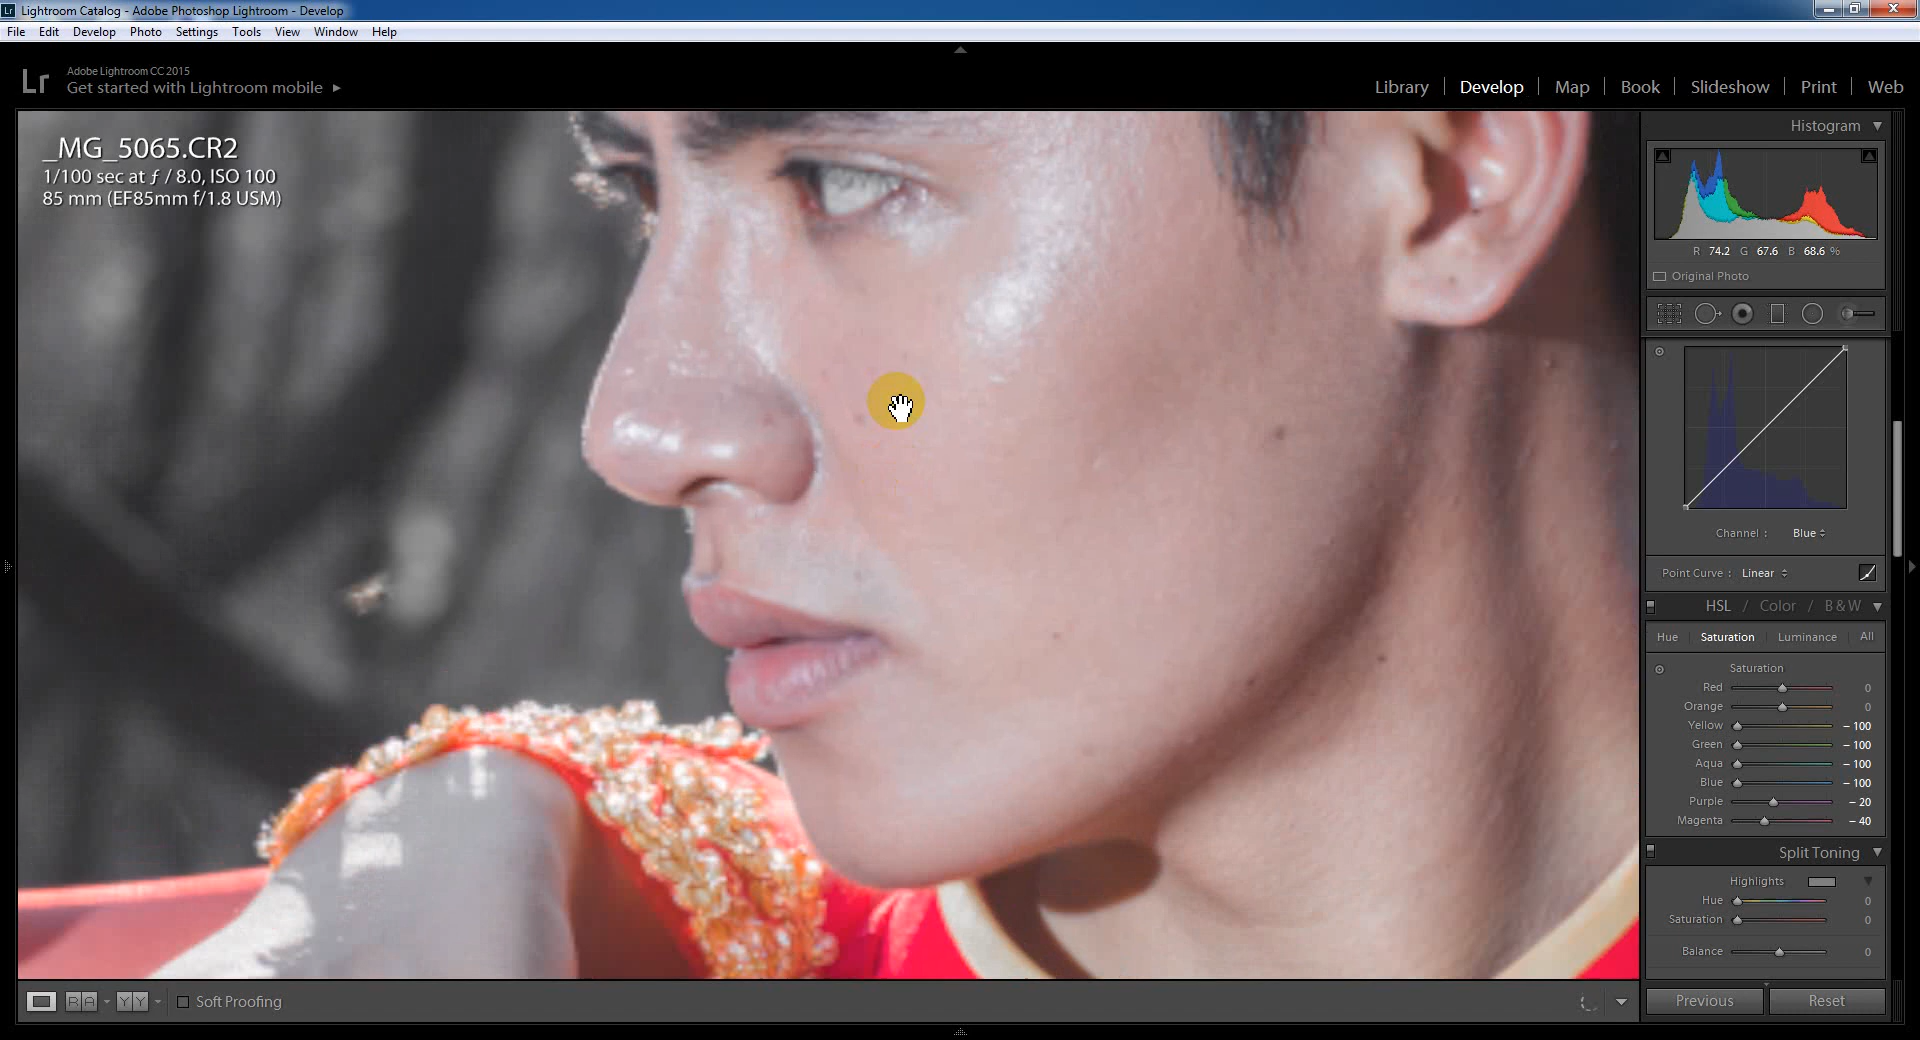 Lr Lightroom Catalog - Adobe Photoshop Lightroom - Develop
File Edit Develop Photo Settings Tools View Window Help
Lr Adobe Lightroom CC 2015
Get started with Lightroom mobile ▶
Library | Develop | Map | Book | Slideshow | Print | Web
_MG_5065.CR2
1/100 sec at ƒ / 8.0, ISO 100
85 mm (EF85mm f/1.8 USM)
Histogram
R 74.2 G 67.6 B 68.6 %
Original Photo
Channel : Blue
Point Curve : Linear
HSL / Color / B & W
Hue Saturation Luminance All
Saturation
Red 0
Orange 0
Yellow – 100
Green – 100
Aqua – 100
Blue – 100
Purple – 20
Magenta – 40
Split Toning
Highlights
Hue 0
Saturation 0
Balance 0
R A Y Y Soft Proofing
Previous Reset